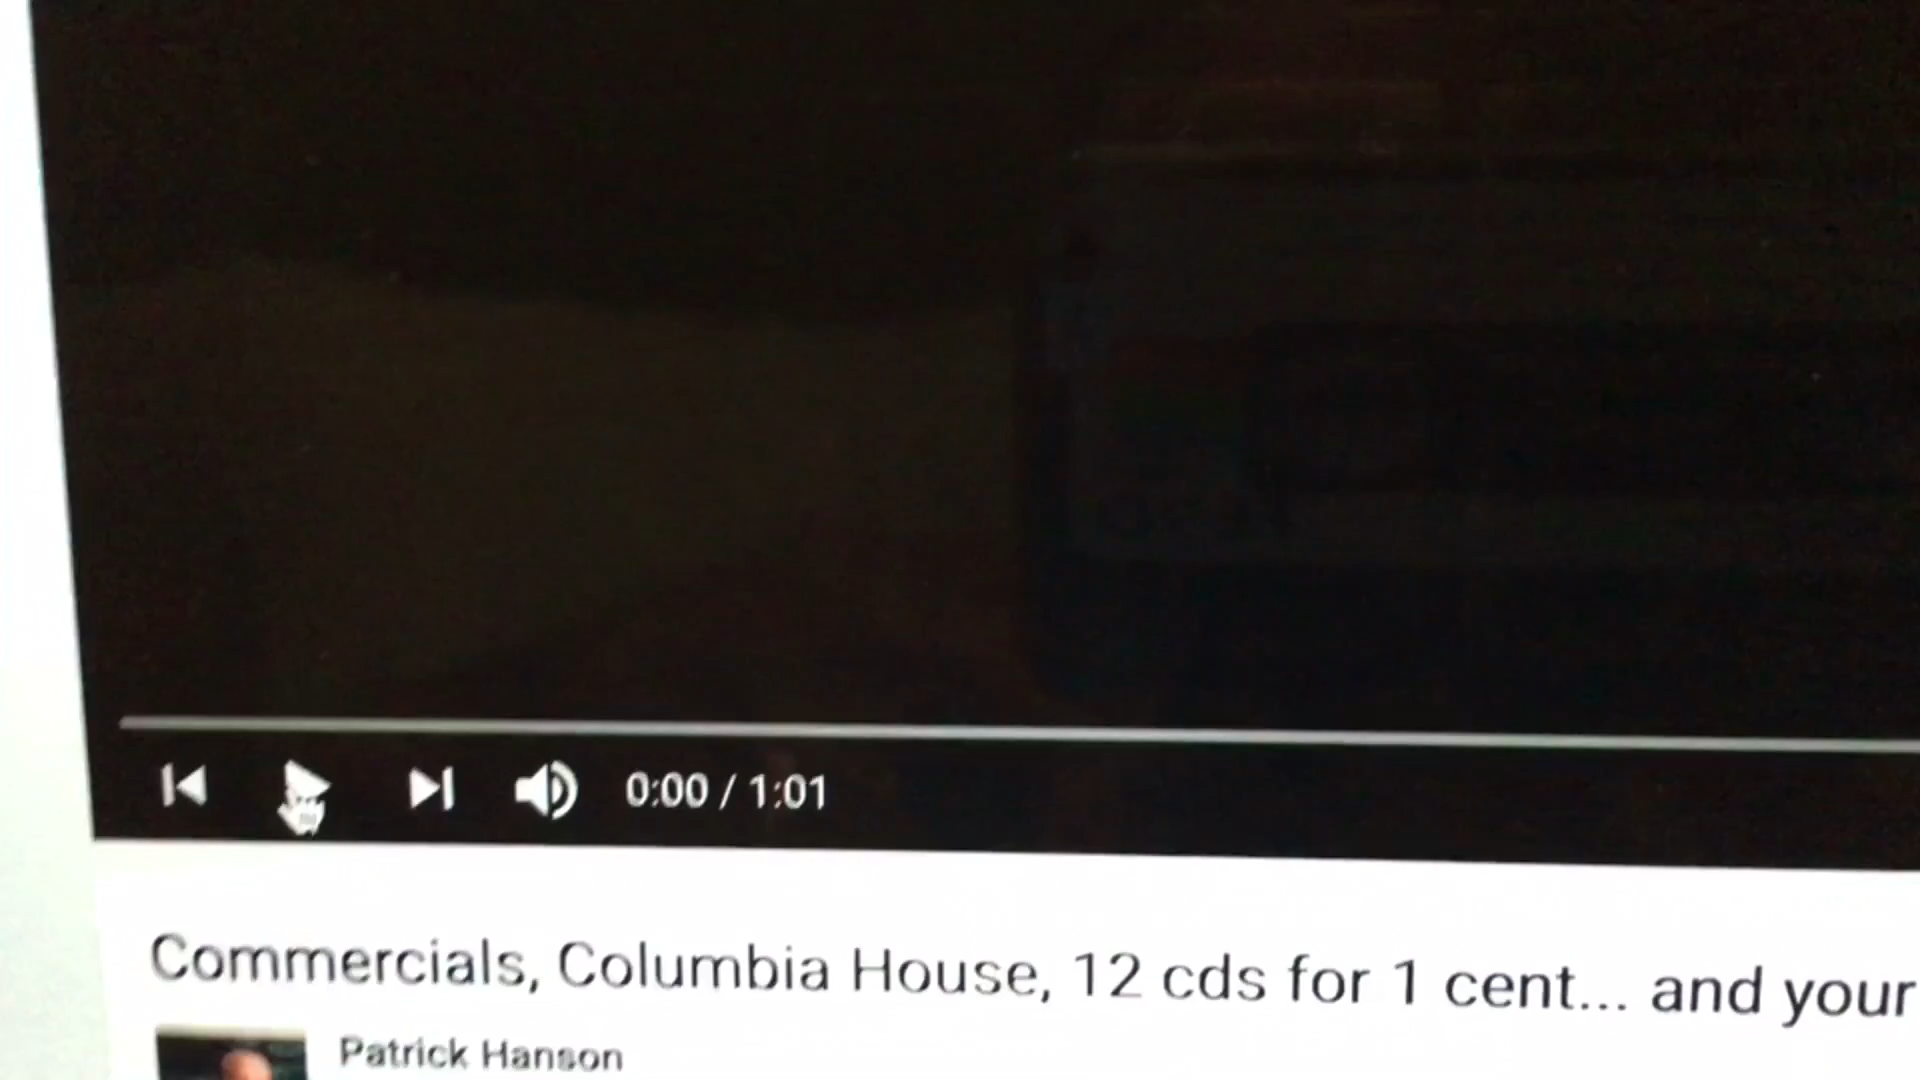 0:00 / 1:01
Commercials, Columbia House, 12 cds for 1 cent... and your
Patrick Hanson